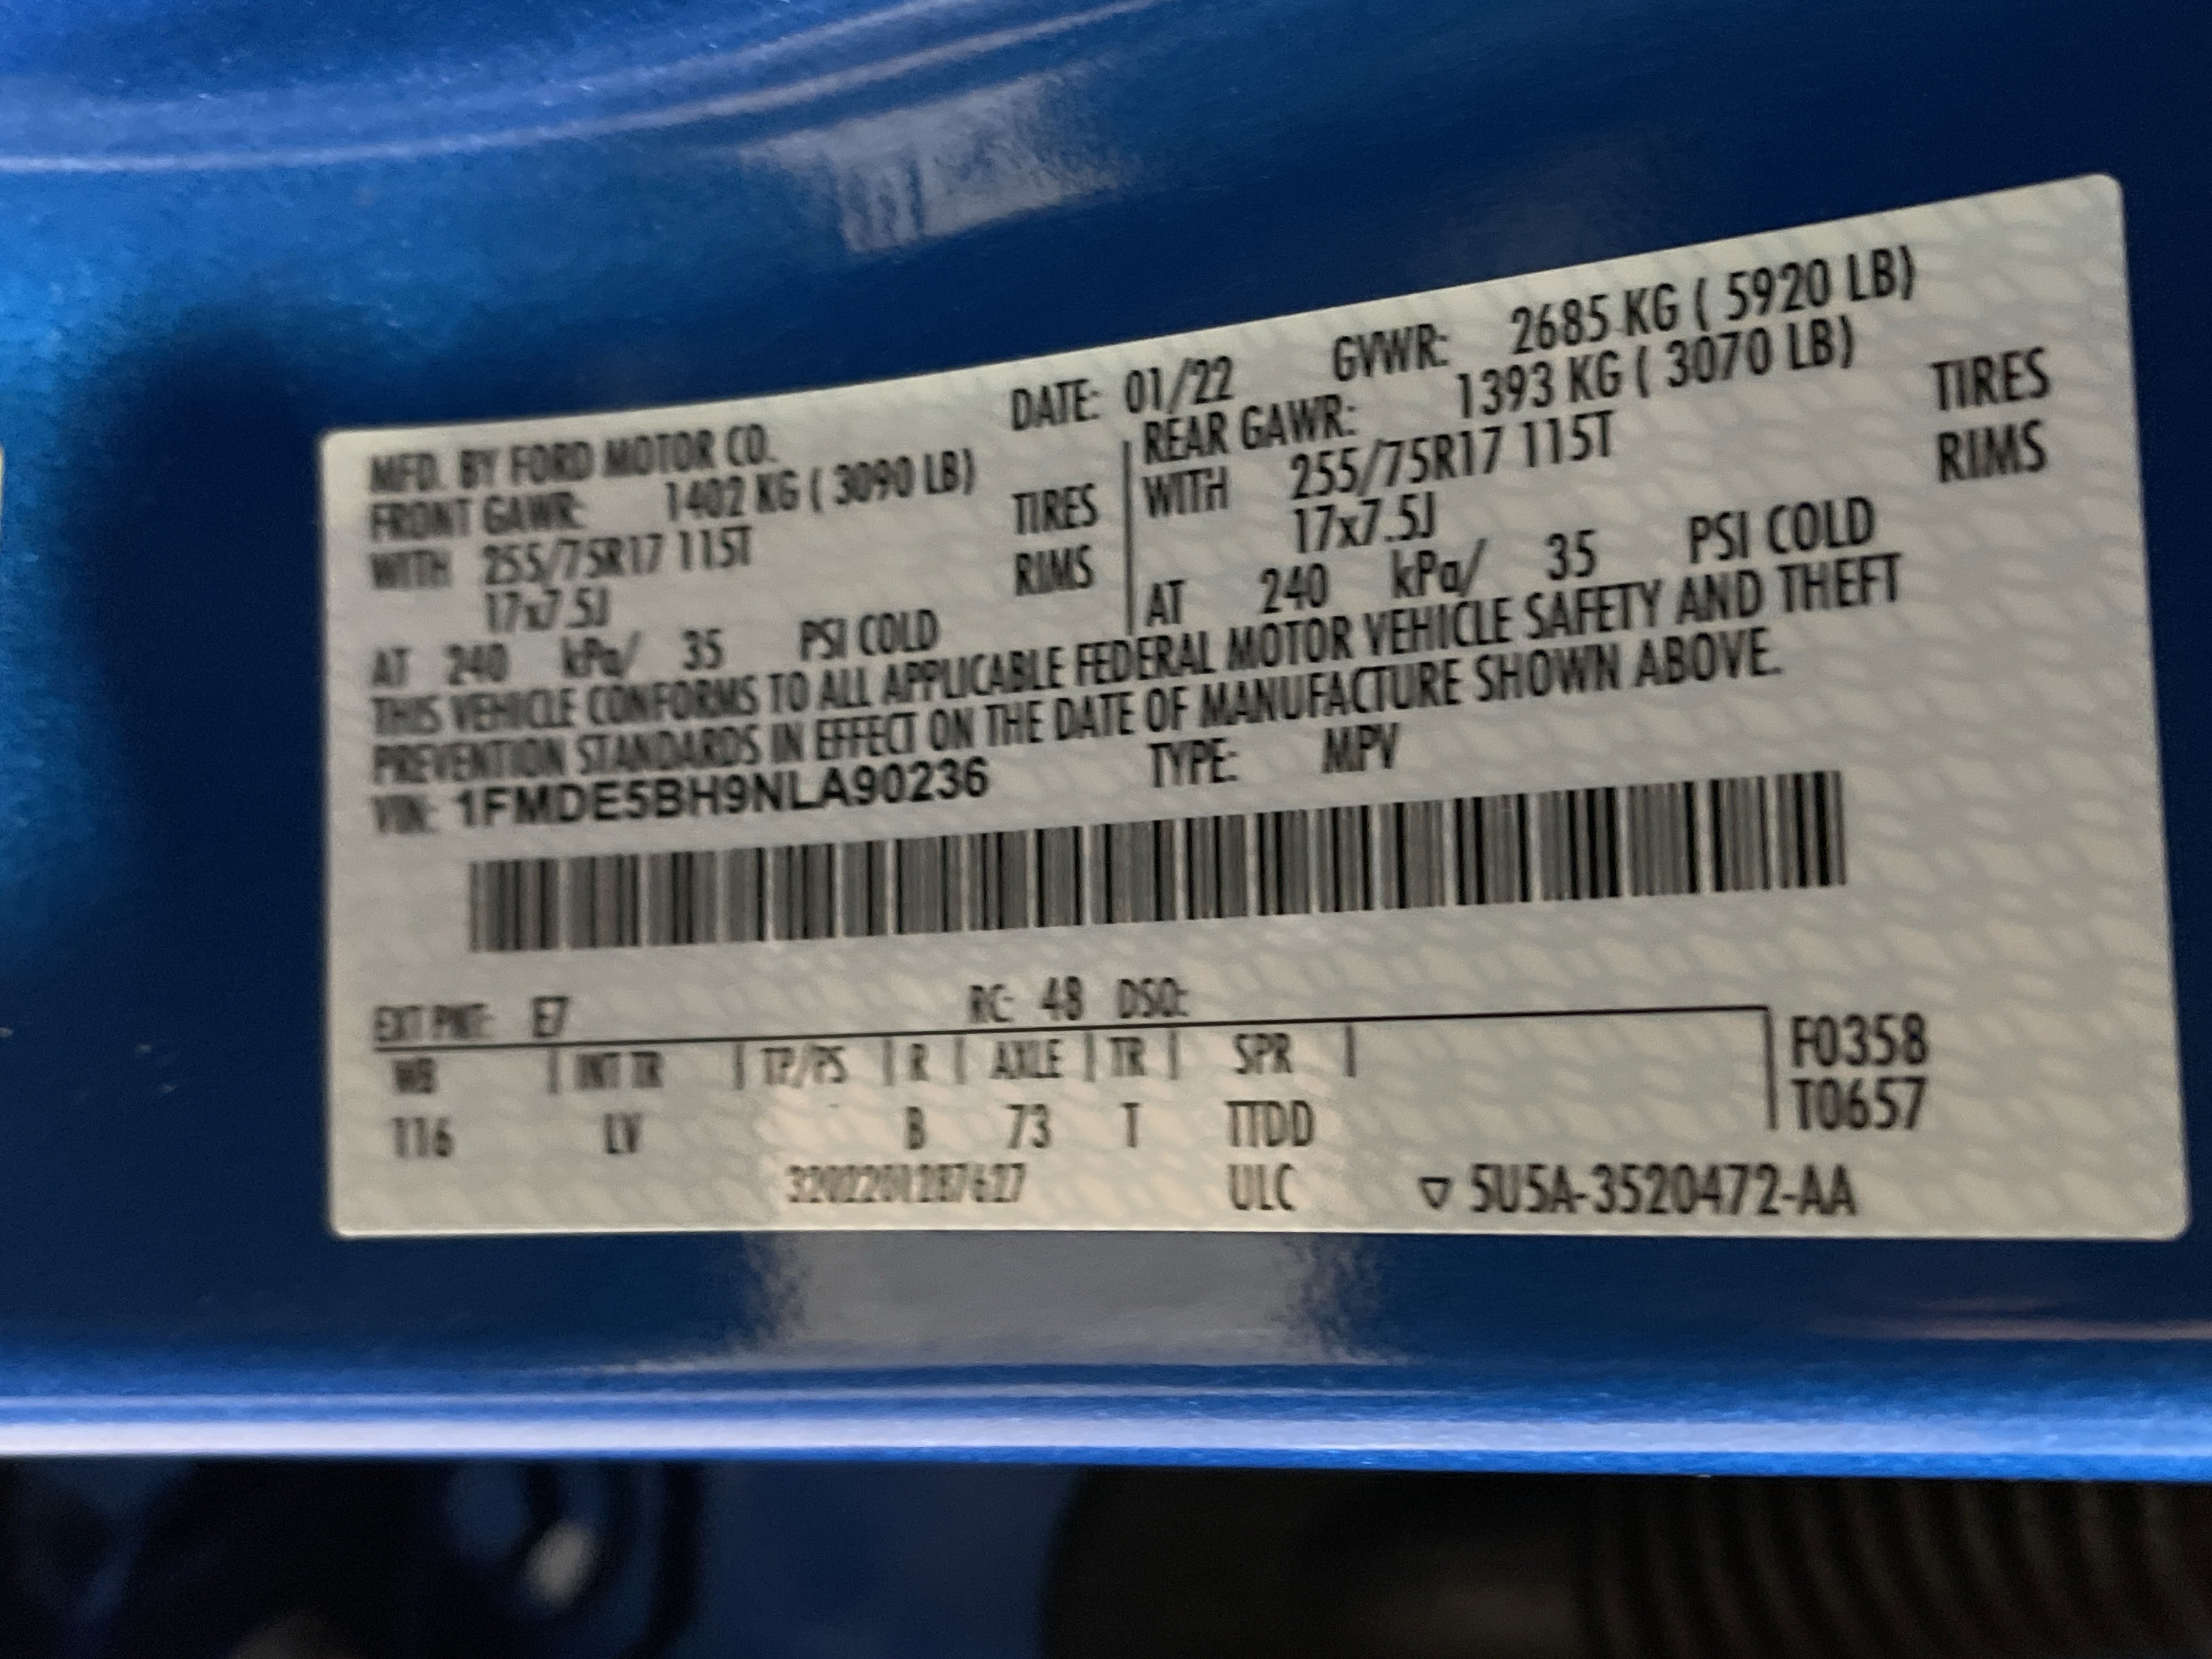 MFD. BY FORD MOTOR CO. DATE: 01/22 GVWR: 2685 KG ( 5920 LB)
FRONT GAWR: 1402 KG ( 3090 LB) REAR GAWR: 1393 KG ( 3070 LB)
WITH 255/75R17 115T TIRES WITH 255/75R17 115T TIRES
17x7.5J RIMS 17x7.5J RIMS
AT 240 kPa/ 35 PSI COLD AT 240 kPa/ 35 PSI COLD
THIS VEHICLE CONFORMS TO ALL APPLICABLE FEDERAL MOTOR VEHICLE SAFETY AND THEFT
PREVENTION STANDARDS IN EFFECT ON THE DATE OF MANUFACTURE SHOWN ABOVE.
VIN: 1FMDE5BH9NLA90236 TYPE: MPV
EXT PNT: E7 RC: 48 DSO:
WB | INT TR | TP/PS | R | AXLE | TR | SPR | F0358
116 LV B 73 T TTDD T0657
ULC ▽ 5U5A-3520472-AA